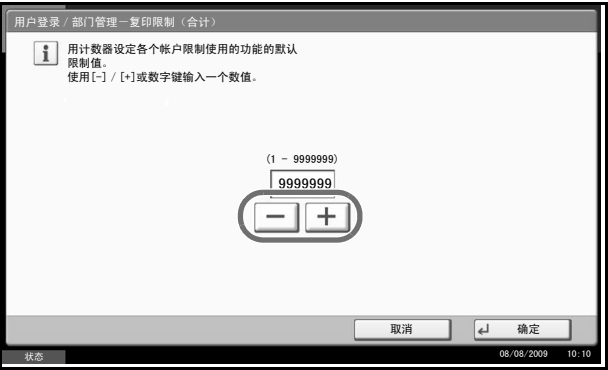 用户登录 / 部门管理－复印限制（合计）
用计数器设定各个帐户限制使用的功能的默认
限制值。
使用[-] / [+]或数字键输入一个数值。
(1 - 9999999)
9999999
取消
确定
状态
08/08/2009 10:10